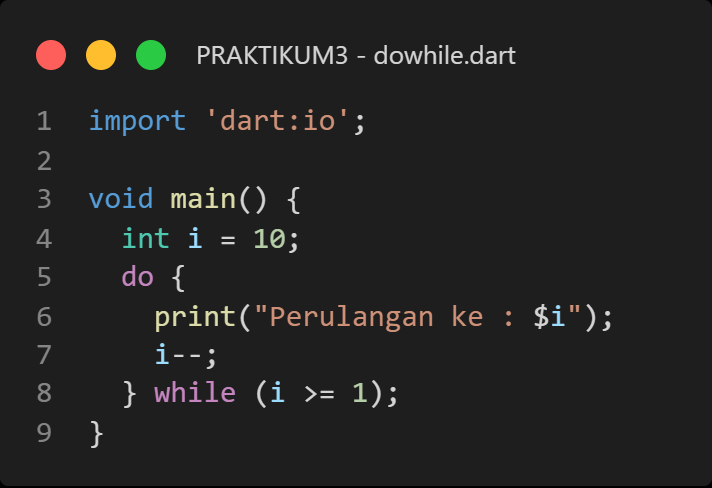 PRAKTIKUM3 - dowhile.dart
1 import 'dart:io';
2
3 void main() {
4   int i = 10;
5   do {
6     print("Perulangan ke : $i");
7     i--;
8   } while (i >= 1);
9 }